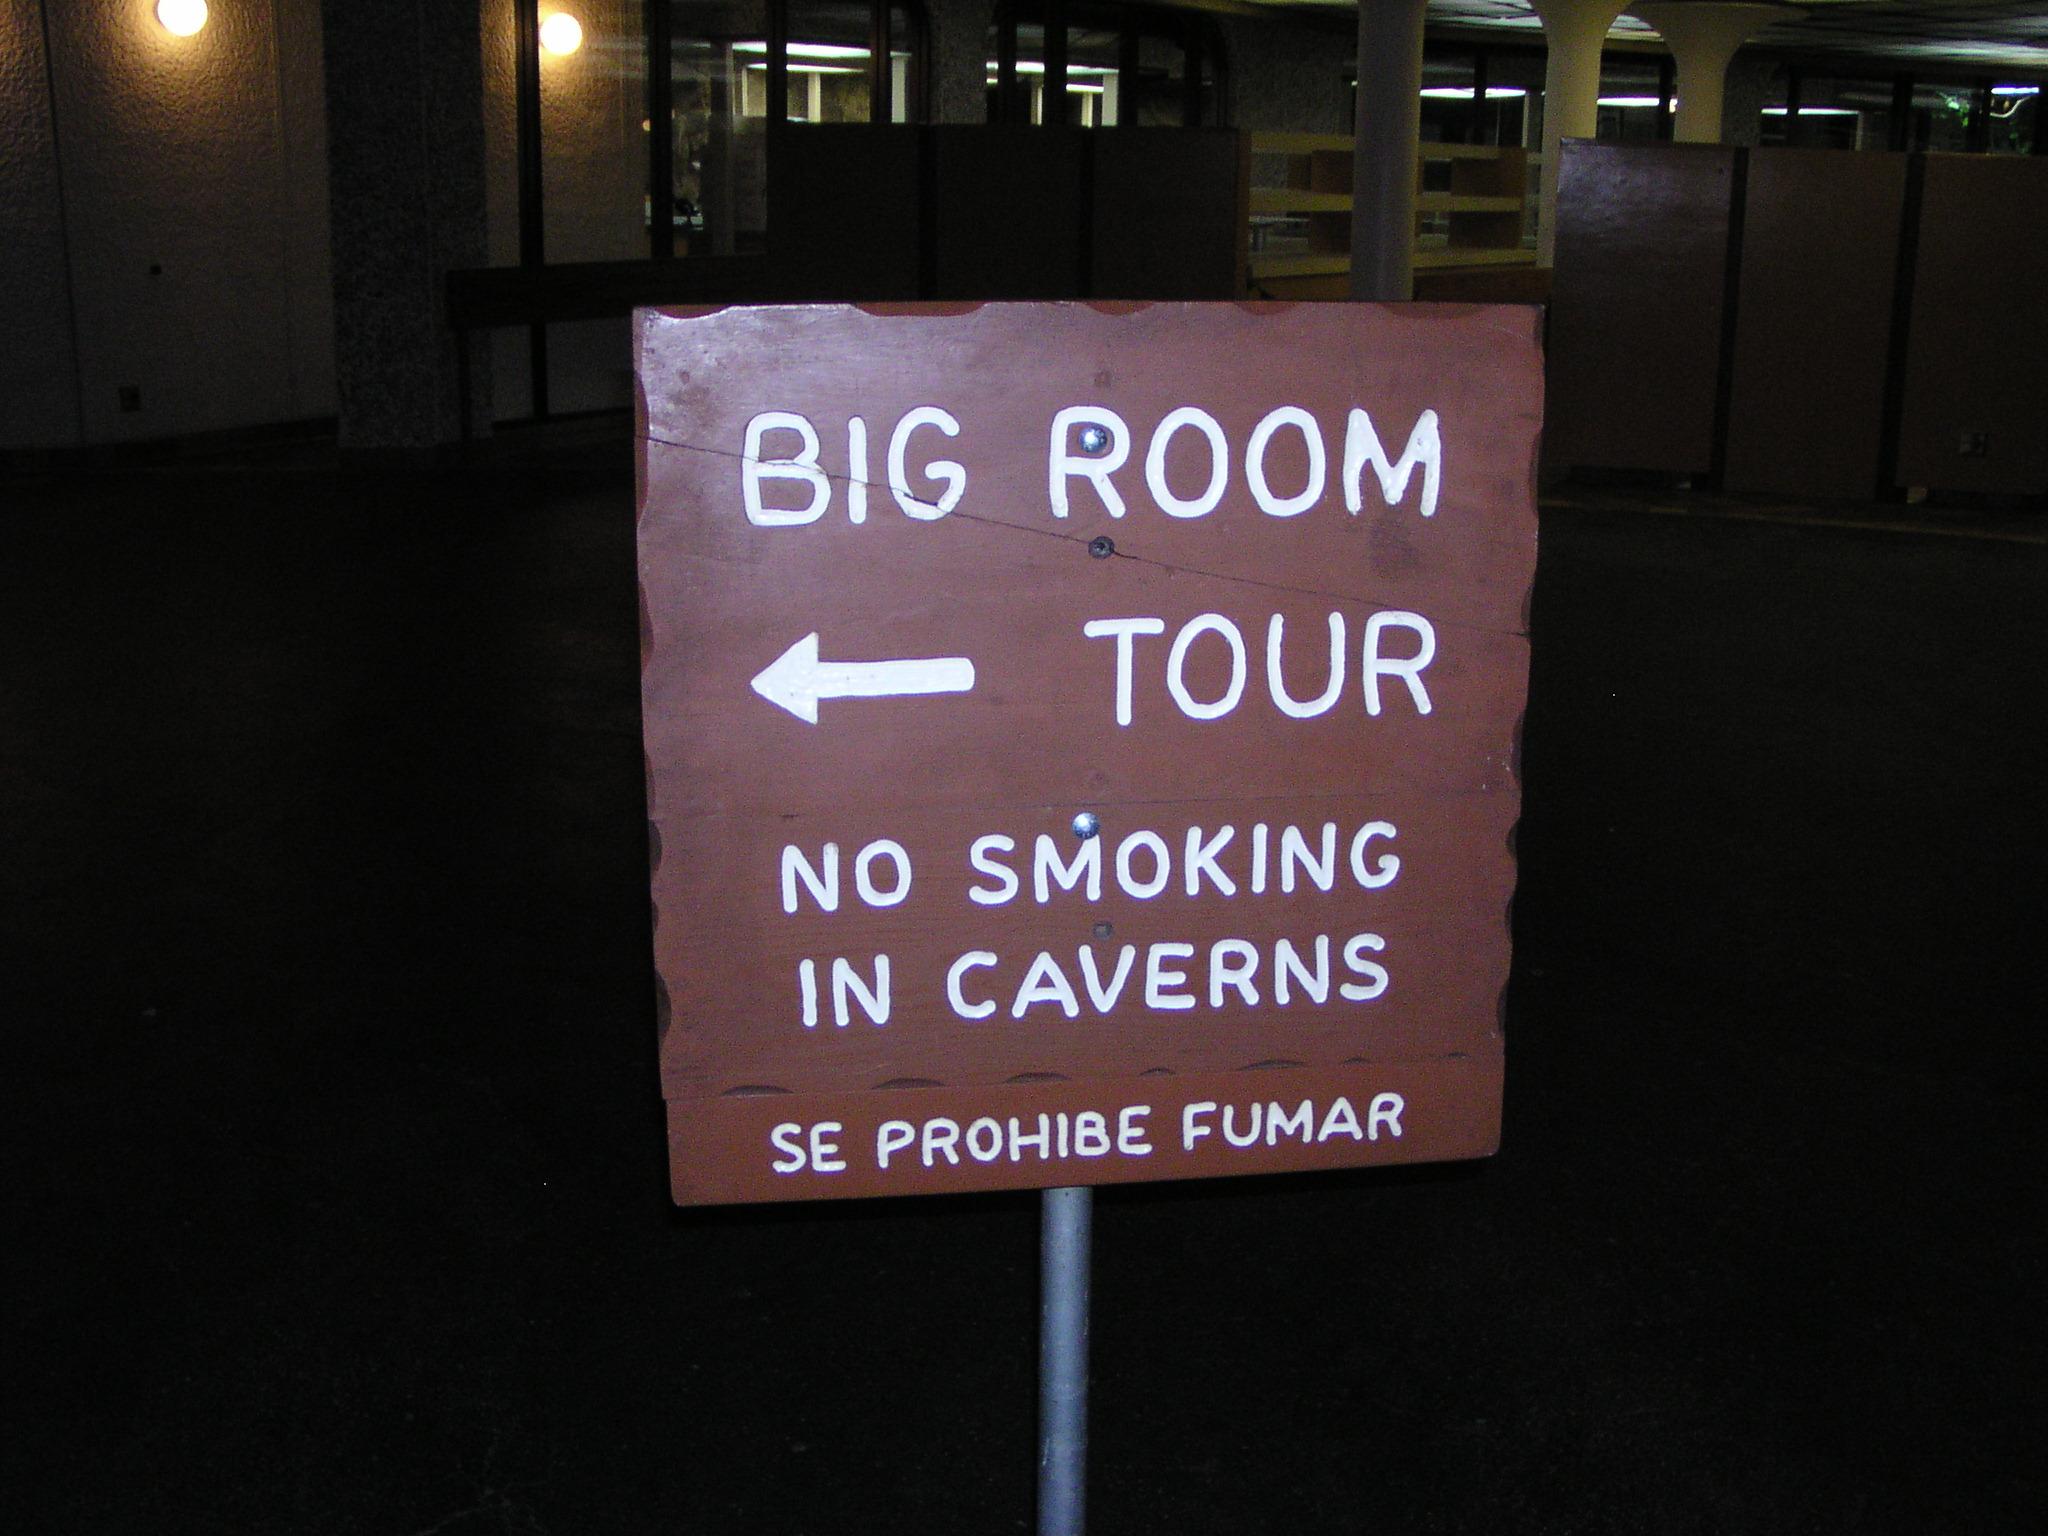 BIG ROOM
TOUR
NO SMOKING
IN CAVERNS
SE PROHIBE FUMAR